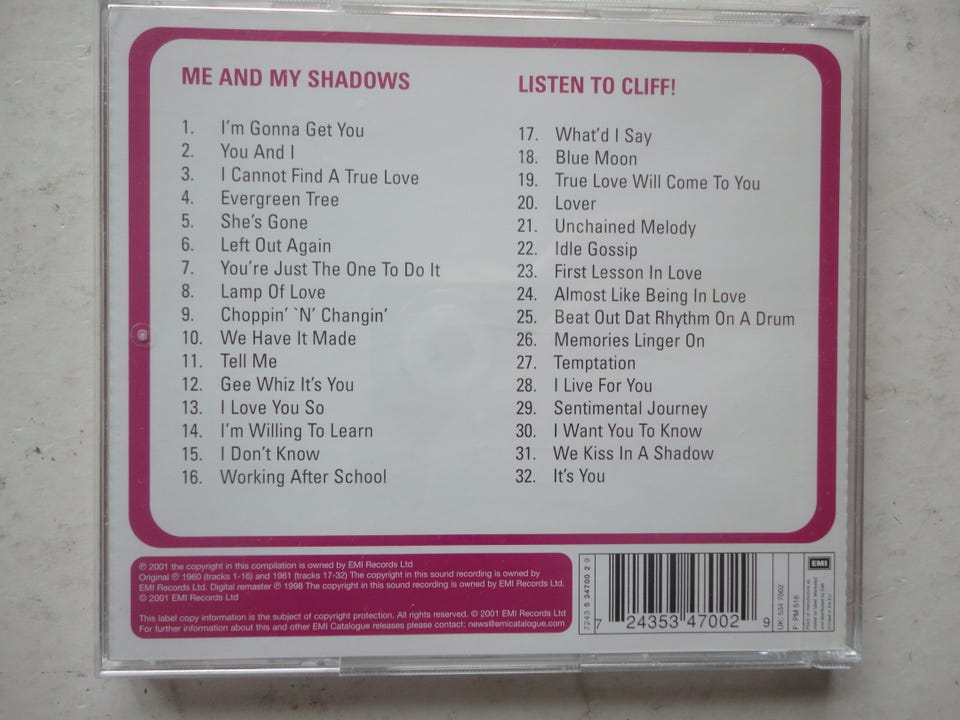 ME AND MY SHADOWS
1. I'm Gonna Get You
2. You And I
3. I Cannot Find A True Love
4. Evergreen Tree
5. She's Gone
6. Left Out Again
7. You're Just The One To Do It
8. Lamp Of Love
9. Choppin' `N' Changin'
10. We Have It Made
11. Tell Me
12. Gee Whiz It's You
13. I Love You So
14. I'm Willing To Learn
15. I Don't Know
16. Working After School
LISTEN TO CLIFF!
17. What'd I Say
18. Blue Moon
19. True Love Will Come To You
20. Lover
21. Unchained Melody
22. Idle Gossip
23. First Lesson In Love
24. Almost Like Being In Love
25. Beat Out Dat Rhythm On A Drum
26. Memories Linger On
27. Temptation
28. I Live For You
29. Sentimental Journey
30. I Want You To Know
31. We Kiss In A Shadow
32. It's You
℗ 2001 the copyright in this compilation is owned by EMI Records Ltd
Original ℗ 1960 (tracks 1-16) and 1961 (tracks 17-32) The copyright in this sound recording is owned by
EMI Records Ltd. Digital remaster ℗ 1998 The copyright in this sound recording is owned by EMI Records Ltd.
© 2001 EMI Records Ltd
This label copy information is the subject of copyright protection. All rights reserved. © 2001 EMI Records Ltd
For further information about this and other EMI Catalogue releases please contact: news@emicatalogue.com
7243 5 34700 2 9
7 24353 47002 9
UK: 534 7002
F: PM 516
EMI